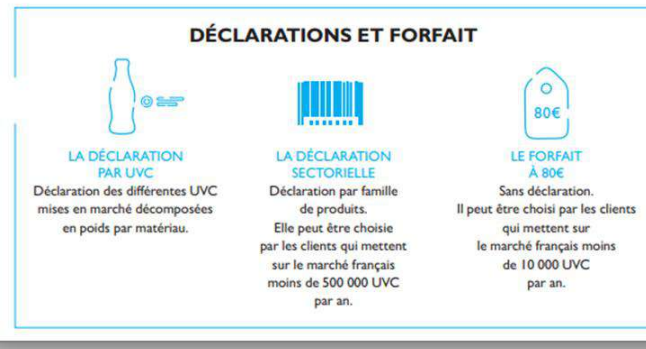 DÉCLARATIONS ET FORFAIT
LA DÉCLARATION
PAR UVC
Déclaration des différentes UVC
mises en marché décomposées
en poids par matériau.
LA DÉCLARATION
SECTORIELLE
Déclaration par famille
de produits.
Elle peut être choisie
par les clients qui mettent
sur le marché français
moins de 500 000 UVC
par an.
80€
LE FORFAIT
À 80€
Sans déclaration.
Il peut être choisi par les clients
qui mettent sur
le marché français moins
de 10 000 UVC
par an.